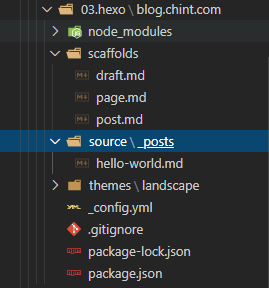 03.hexo \ blog.chint.com
node_modules
scaffolds
draft.md
page.md
post.md
source \ _posts
hello-world.md
themes \ landscape
_config.yml
.gitignore
package-lock.json
package.json